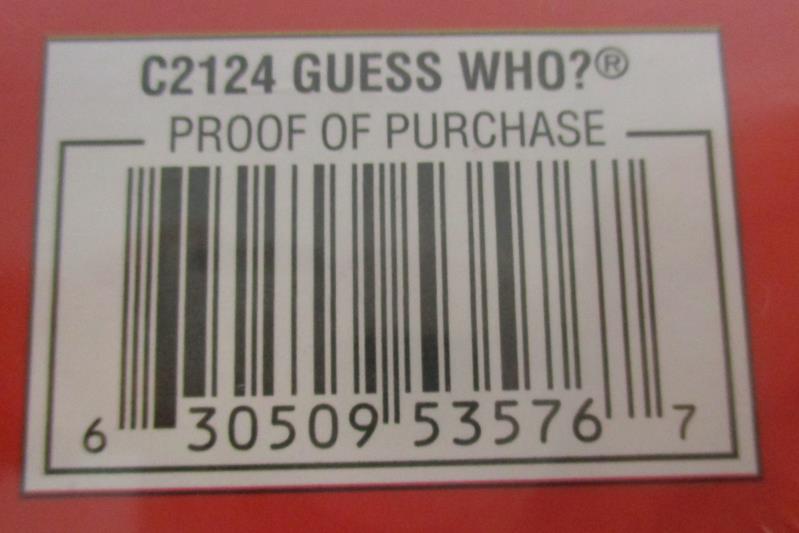 C2124 GUESS WHO?®
PROOF OF PURCHASE
6 30509 53576 7